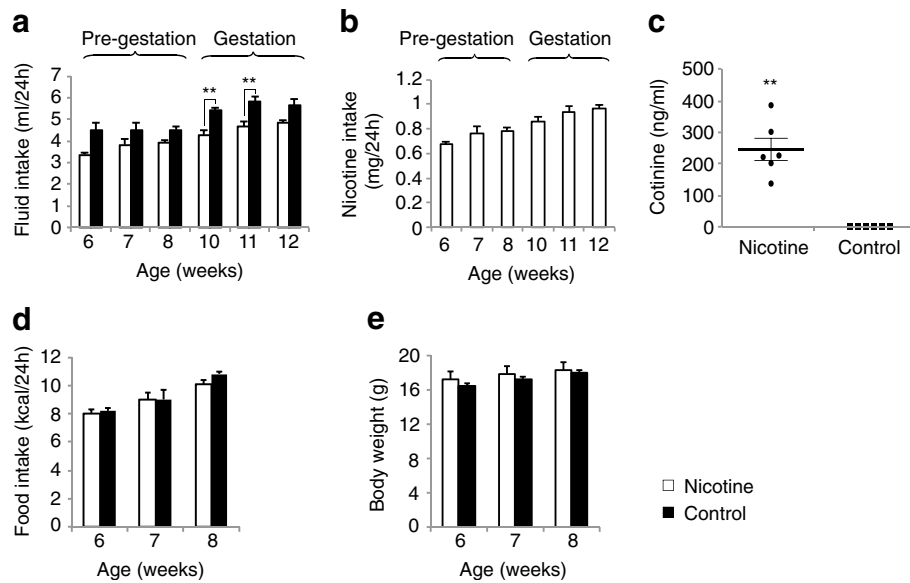 a
Pre-gestation Gestation
Fluid intake (ml/24h)
7
6
5
4
3
2
1
0
** **
6 7 8 10 11 12
Age (weeks)
b
Pre-gestation Gestation
Nicotine intake
(mg/24h)
1.2
1
0.8
0.6
0.4
0.2
0
6 7 8 10 11 12
Age (weeks)
c
Cotinine (ng/ml)
500
400
300
200
100
0
**
Nicotine Control
d
Food intake (kcal/24h)
12
10
8
6
4
2
0
6 7 8
Age (weeks)
e
Body weight (g)
20
16
12
8
4
0
6 7 8
Age (weeks)
Nicotine
Control